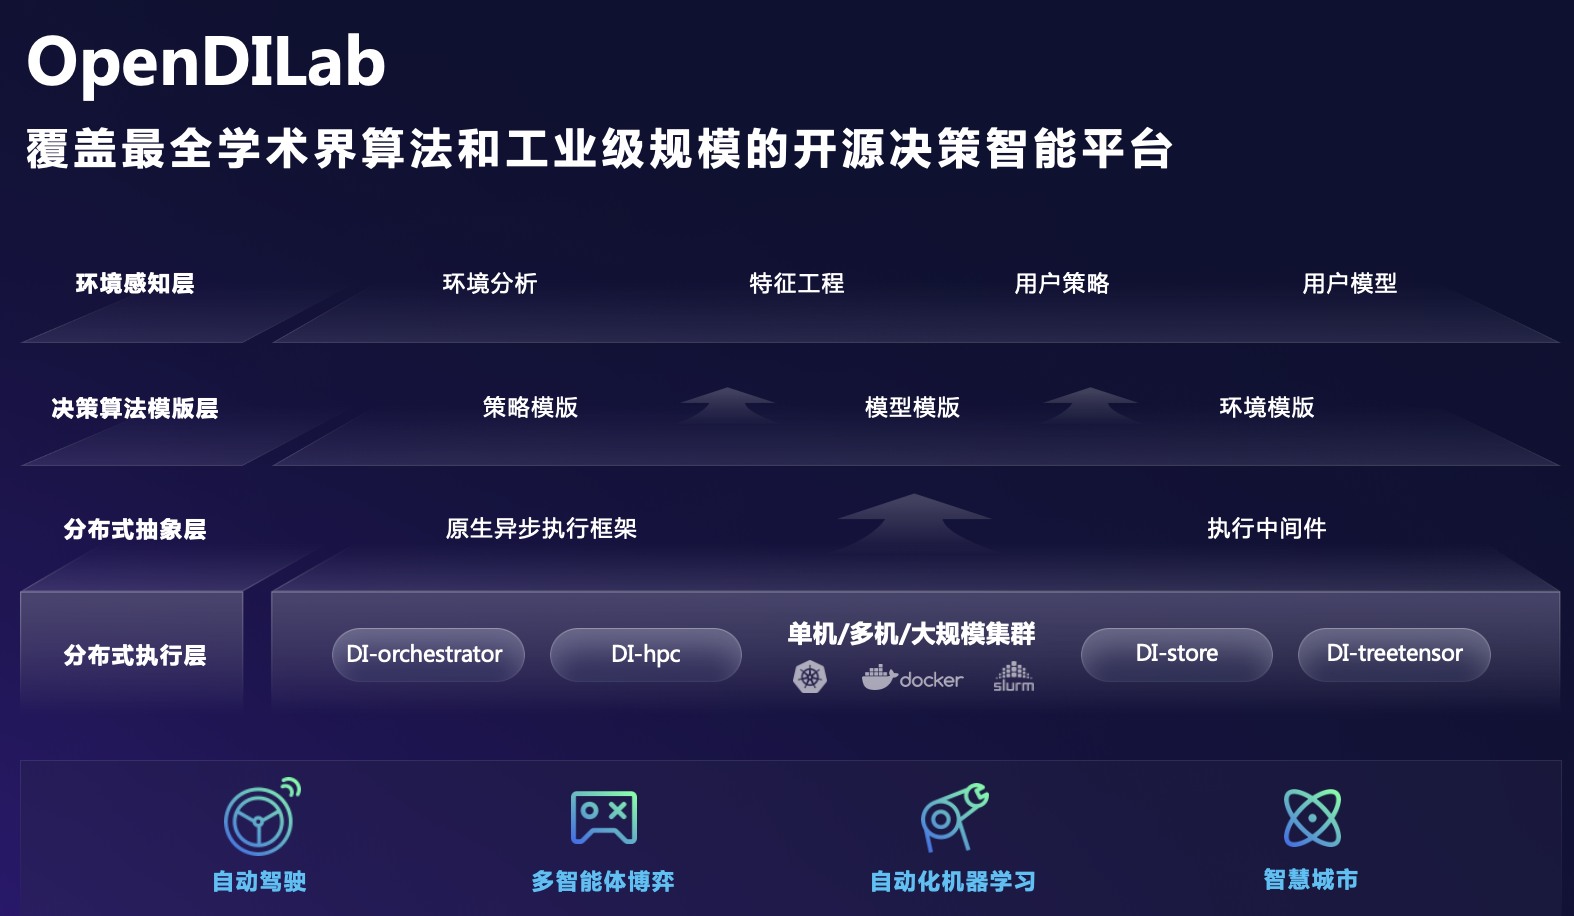 OpenDILab
覆盖最全学术界算法和工业级规模的开源决策智能平台
环境感知层 环境分析 特征工程 用户策略 用户模型
决策算法模版层 策略模版 模型模版 环境模版
分布式抽象层 原生异步执行框架 执行中间件
分布式执行层 DI-orchestrator DI-hpc 单机/多机/大规模集群 DI-store DI-treetensor
docker slurm
自动驾驶 多智能体博弈 自动化机器学习 智慧城市